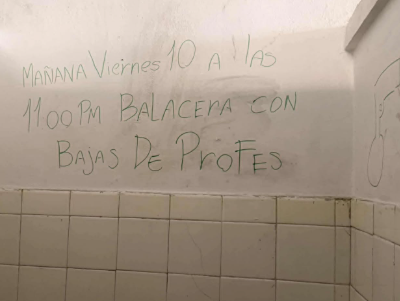 MAÑANA Viernes 10 A las
11:00 PM BALACERA CON
BAJAS DE PROFES